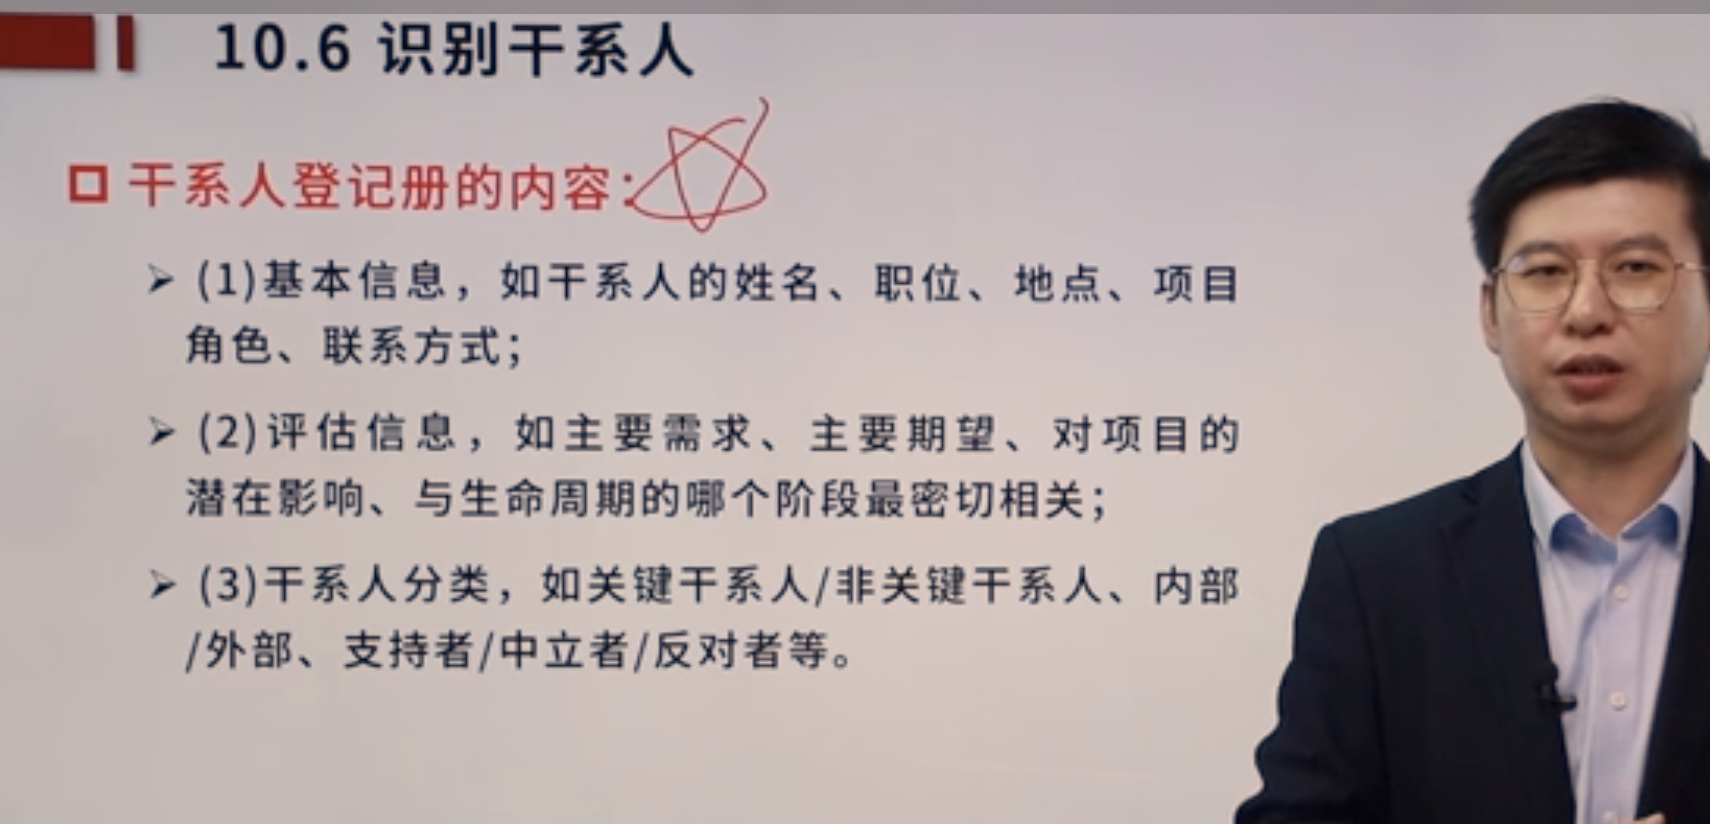 10.6 识别干系人
干系人登记册的内容：
(1)基本信息，如干系人的姓名、职位、地点、项目
角色、联系方式；
(2)评估信息，如主要需求、主要期望、对项目的
潜在影响、与生命周期的哪个阶段最密切相关；
(3)干系人分类，如关键干系人/非关键干系人、内部
/外部、支持者/中立者/反对者等。